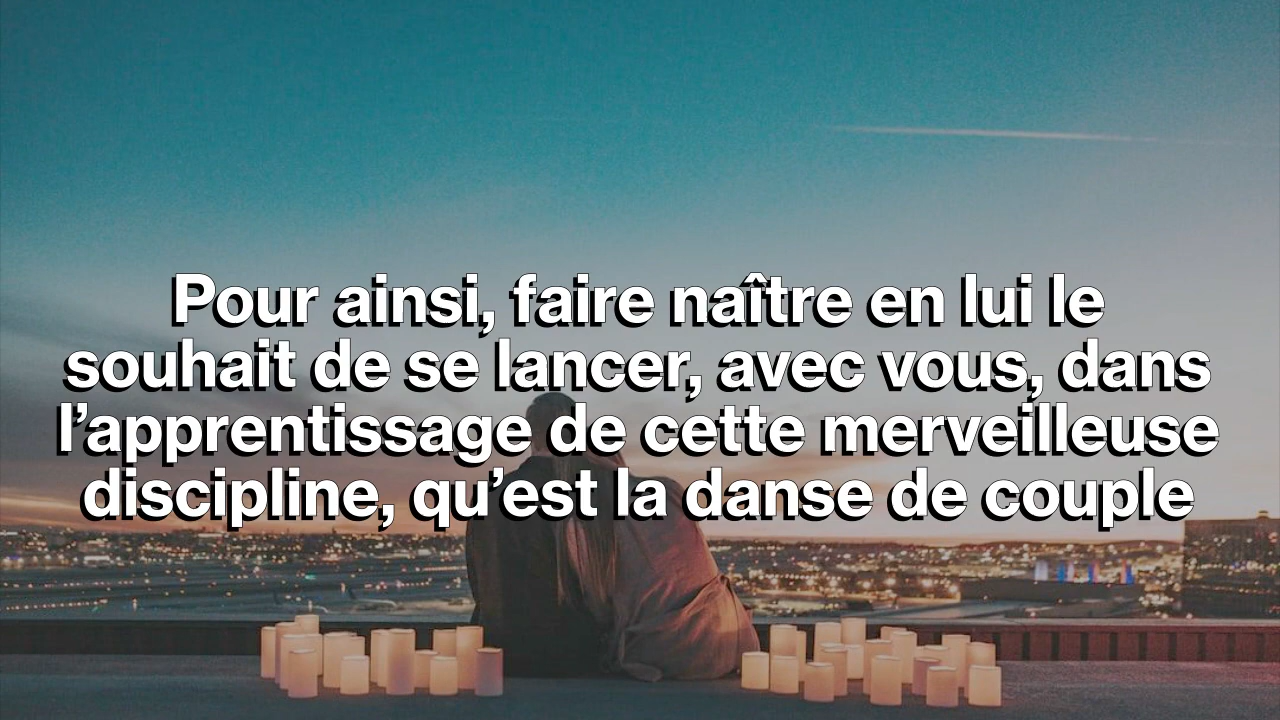 Pour ainsi, faire naître en lui le
souhait de se lancer, avec vous, dans
l’apprentissage de cette merveilleuse
discipline, qu’est la danse de couple